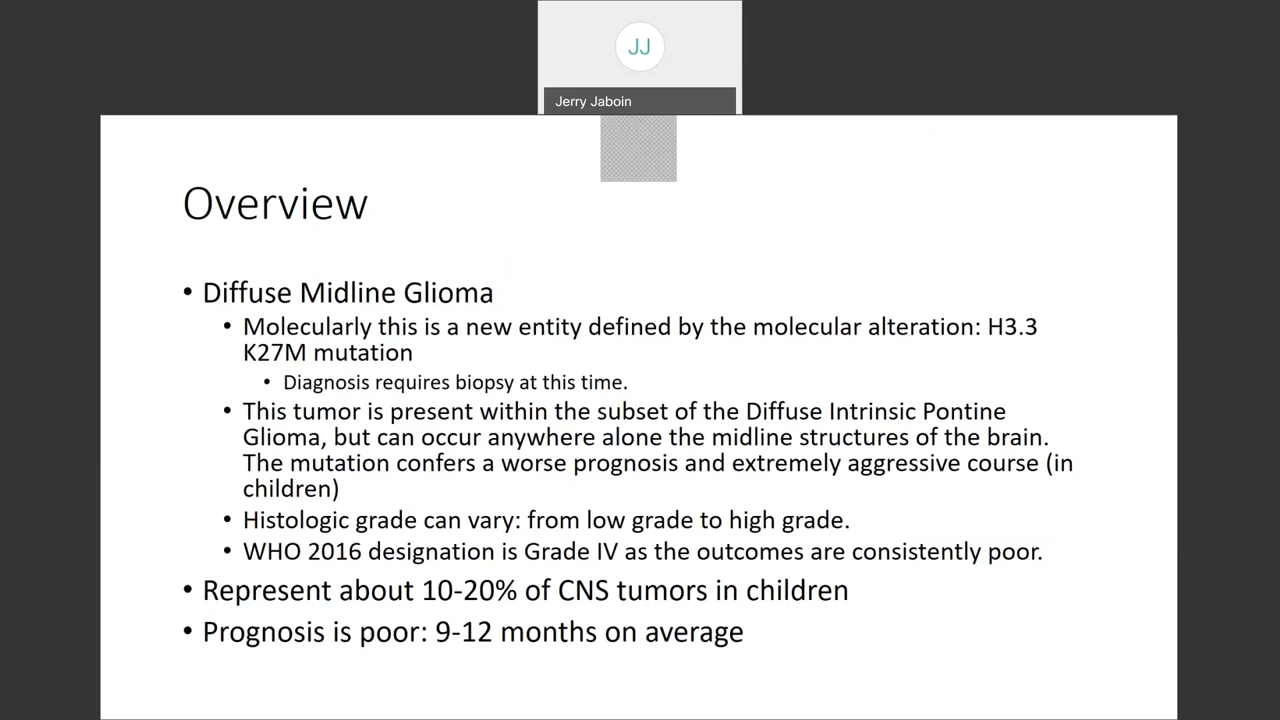 JJ
Jerry Jaboin
Overview
• Diffuse Midline Glioma
• Molecularly this is a new entity defined by the molecular alteration: H3.3
K27M mutation
• Diagnosis requires biopsy at this time.
• This tumor is present within the subset of the Diffuse Intrinsic Pontine
Glioma, but can occur anywhere alone the midline structures of the brain.
The mutation confers a worse prognosis and extremely aggressive course (in
children)
• Histologic grade can vary: from low grade to high grade.
• WHO 2016 designation is Grade IV as the outcomes are consistently poor.
• Represent about 10-20% of CNS tumors in children
• Prognosis is poor: 9-12 months on average